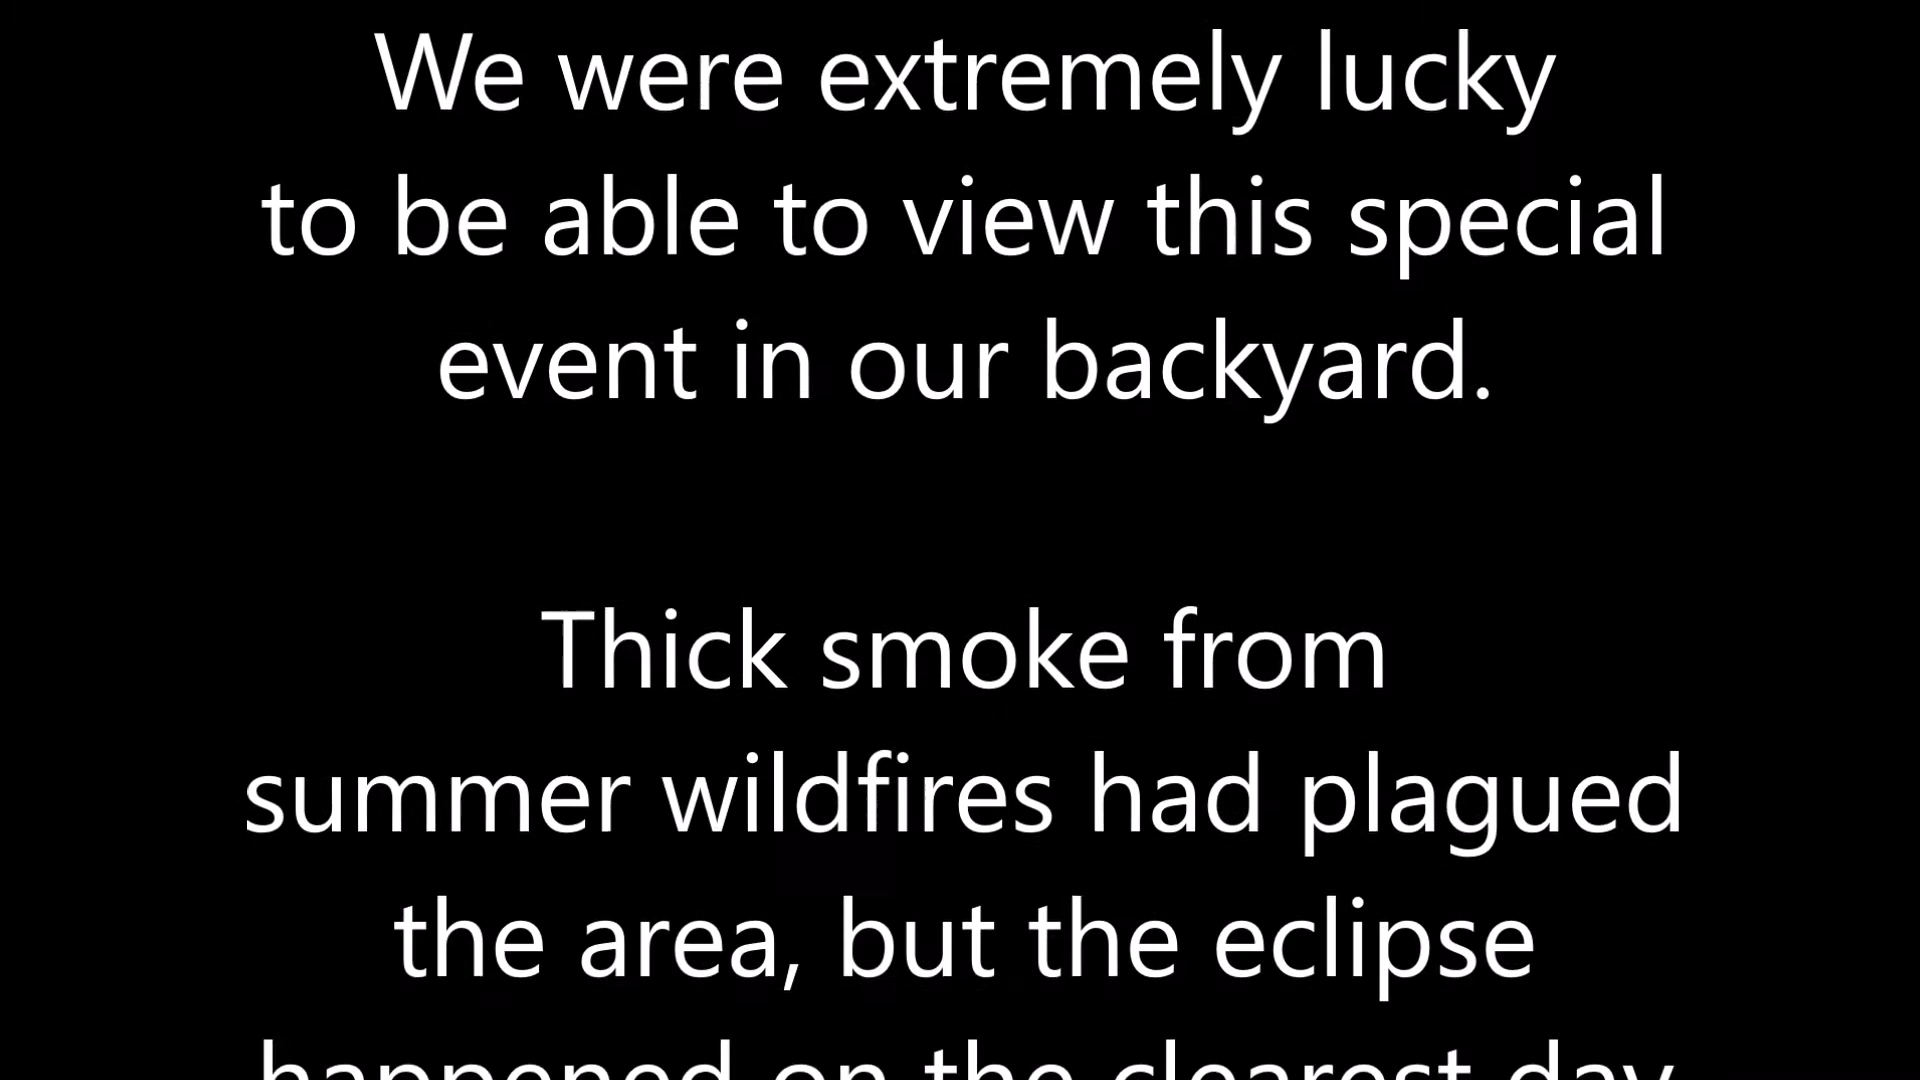 We were extremely lucky
to be able to view this special
event in our backyard.
Thick smoke from
summer wildfires had plagued
the area, but the eclipse
happened on the clearest day